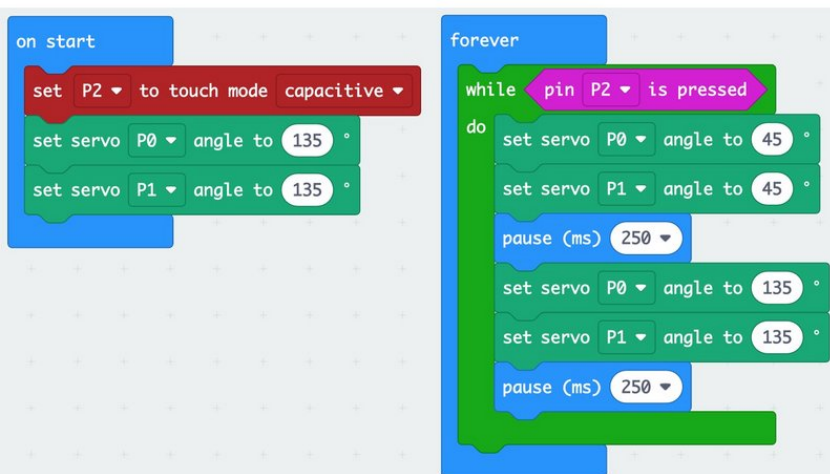 on start
set P2 to touch mode capacitive
set servo P0 angle to 135 °
set servo P1 angle to 135 °
forever
while pin P2 is pressed
do
set servo P0 angle to 45 °
set servo P1 angle to 45 °
pause (ms) 250
set servo P0 angle to 135 °
set servo P1 angle to 135 °
pause (ms) 250